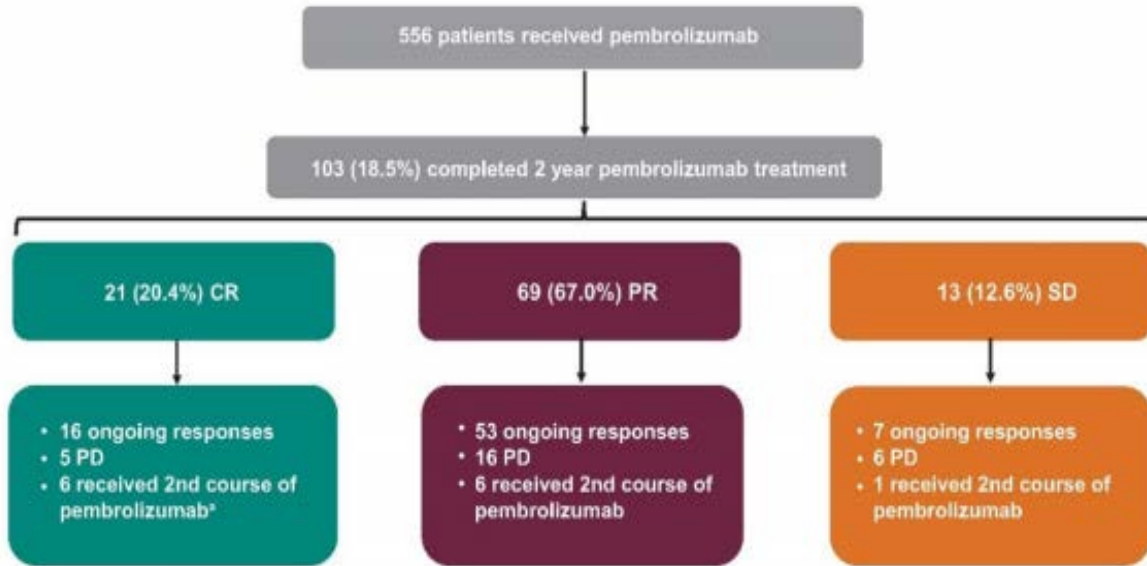 556 patients received pembrolizumab
103 (18.5%) completed 2 year pembrolizumab treatment
21 (20.4%) CR
69 (67.0%) PR
13 (12.6%) SD
• 16 ongoing responses
• 5 PD
• 6 received 2nd course of
pembrolizumabª
• 53 ongoing responses
• 16 PD
• 6 received 2nd course of
pembrolizumab
• 7 ongoing responses
• 6 PD
• 1 received 2nd course of
pembrolizumab